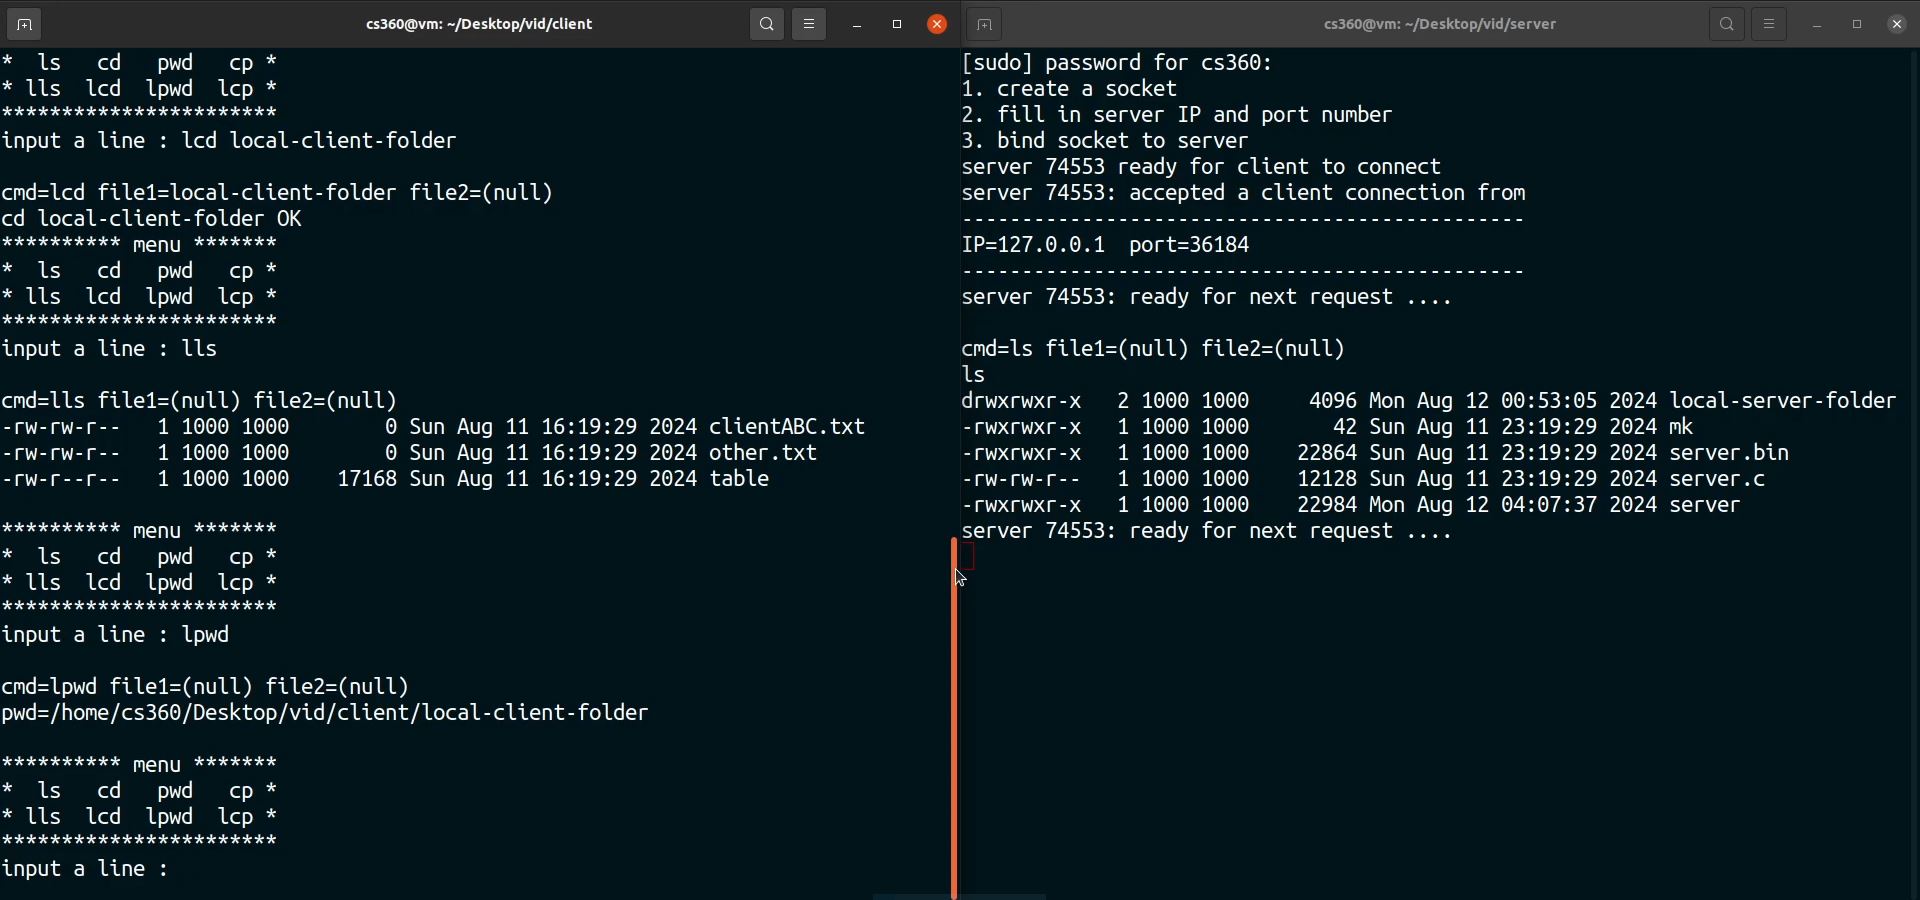 cs360@vm: ~/Desktop/vid/client
*  ls   cd   pwd   cp *
* lls  lcd  lpwd  lcp *
***********************
input a line : lcd local-client-folder
cmd=lcd file1=local-client-folder file2=(null)
cd local-client-folder OK
********** menu *******
*  ls   cd   pwd   cp *
* lls  lcd  lpwd  lcp *
***********************
input a line : lls
cmd=lls file1=(null) file2=(null)
-rw-rw-r--   1 1000 1000        0 Sun Aug 11 16:19:29 2024 clientABC.txt
-rw-rw-r--   1 1000 1000        0 Sun Aug 11 16:19:29 2024 other.txt
-rw-r--r--   1 1000 1000    17168 Sun Aug 11 16:19:29 2024 table
********** menu *******
*  ls   cd   pwd   cp *
* lls  lcd  lpwd  lcp *
***********************
input a line : lpwd
cmd=lpwd file1=(null) file2=(null)
pwd=/home/cs360/Desktop/vid/client/local-client-folder
********** menu *******
*  ls   cd   pwd   cp *
* lls  lcd  lpwd  lcp *
***********************
input a line :
cs360@vm: ~/Desktop/vid/server
[sudo] password for cs360:
1. create a socket
2. fill in server IP and port number
3. bind socket to server
server 74553 ready for client to connect
server 74553: accepted a client connection from
-----------------------------------------------
IP=127.0.0.1  port=36184
-----------------------------------------------
server 74553: ready for next request ....
cmd=ls file1=(null) file2=(null)
ls
drwxrwxr-x   2 1000 1000     4096 Mon Aug 12 00:53:05 2024 local-server-folder
-rwxrwxr-x   1 1000 1000       42 Sun Aug 11 23:19:29 2024 mk
-rwxrwxr-x   1 1000 1000    22864 Sun Aug 11 23:19:29 2024 server.bin
-rw-rw-r--   1 1000 1000    12128 Sun Aug 11 23:19:29 2024 server.c
-rwxrwxr-x   1 1000 1000    22984 Mon Aug 12 04:07:37 2024 server
server 74553: ready for next request ....